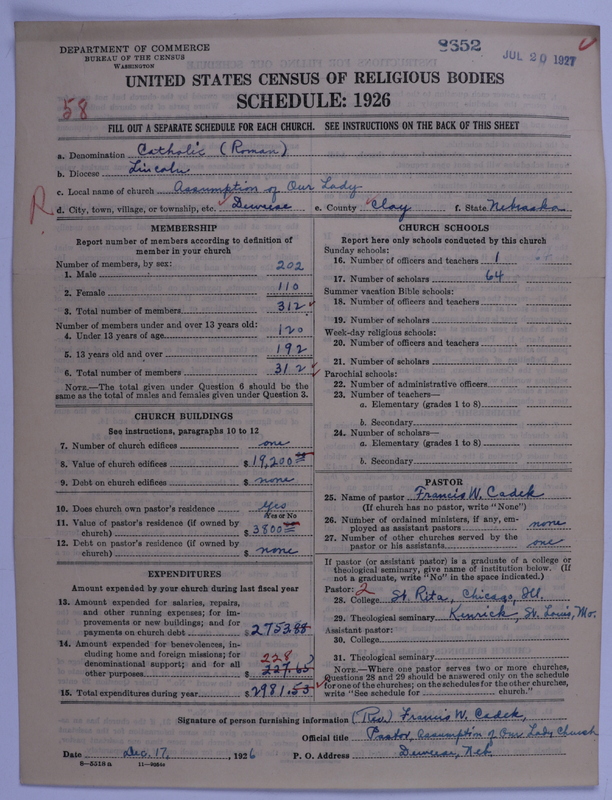 DEPARTMENT OF COMMERCE
BUREAU OF THE CENSUS
WASHINGTON
9652
JUL 20 1927
UNITED STATES CENSUS OF RELIGIOUS BODIES
SCHEDULE: 1926
58
FILL OUT A SEPARATE SCHEDULE FOR EACH CHURCH. SEE INSTRUCTIONS ON THE BACK OF THIS SHEET
a. Denomination Catholic (Roman)
b. Diocese Lincoln
c. Local name of church Assumption of Our Lady
R
d. City, town, village, or township, etc. Deweese e. County Clay f. State Nebraska
MEMBERSHIP
Report number of members according to definition of member in your church
Number of members, by sex:
1. Male 202
2. Female 110
3. Total number of members 312
Number of members under and over 13 years old:
4. Under 13 years of age 120
5. 13 years old and over 192
6. Total number of members 312
NOTE.—The total given under Question 6 should be the same as the total of males and females given under Question 3.
CHURCH BUILDINGS
See instructions, paragraphs 10 to 12
7. Number of church edifices one
8. Value of church edifices $ 19,200 00
9. Debt on church edifices $ none
10. Does church own pastor's residence yes
Yes or No
11. Value of pastor's residence (if owned by church) $ 3800 00
12. Debt on pastor's residence (if owned by church) $ none
EXPENDITURES
Amount expended by your church during last fiscal year
13. Amount expended for salaries, repairs, and other running expenses; for improvements or new buildings; and for payments on church debt $ 2753.88
14. Amount expended for benevolences, including home and foreign missions; for denominational support; and for all other purposes $ 227.65
228
15. Total expenditures during year $ 2981.53
CHURCH SCHOOLS
Report here only schools conducted by this church
Sunday schools:
16. Number of officers and teachers 1
17. Number of scholars 64
Summer vacation Bible schools:
18. Number of officers and teachers
19. Number of scholars
Week-day religious schools:
20. Number of officers and teachers
21. Number of scholars
Parochial schools:
22. Number of administrative officers
23. Number of teachers—
a. Elementary (grades 1 to 8)
b. Secondary
24. Number of scholars—
a. Elementary (grades 1 to 8)
b. Secondary
PASTOR
25. Name of pastor Francis W. Cadek
(If church has no pastor, write "None")
26. Number of ordained ministers, if any, employed as assistant pastors none
27. Number of other churches served by the pastor or his assistants one
If pastor (or assistant pastor) is a graduate of a college or theological seminary, give name of institution below. (If not a graduate, write "No" in the space indicated.)
Pastor: 2
28. College St. Rita, Chicago, Ill.
29. Theological seminary Kenrick, St. Louis, Mo.
Assistant pastor:
30. College
31. Theological seminary
NOTE.—Where one pastor serves two or more churches, Questions 28 and 29 should be answered only on the schedule for one of the churches; on the schedules for the other churches, write "See schedule for ---------- church."
Signature of person furnishing information (Rev.) Francis W. Cadek,
Official title Pastor, Assumption of Our Lady Church
Date Dec. 17, 1926 P. O. Address Deweese, Neb.
8—5518a 11—9384a